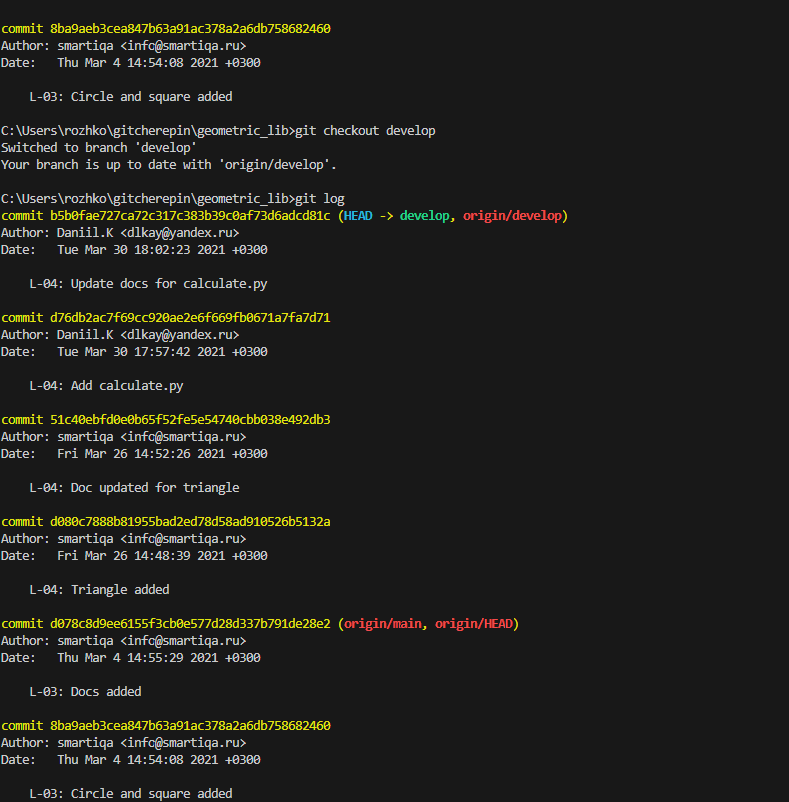 commit 8ba9aeb3cea847b63a91ac378a2a6db758682460
Author: smartiqa <info@smartiqa.ru>
Date:   Thu Mar 4 14:54:08 2021 +0300
L-03: Circle and square added
C:\Users\rozhko\gitcherepin\geometric_lib>git checkout develop
Switched to branch 'develop'
Your branch is up to date with 'origin/develop'.
C:\Users\rozhko\gitcherepin\geometric_lib>git log
commit b5b0fae727ca72c317c383b39c0af73d6adcd81c (HEAD -> develop, origin/develop)
Author: Daniil.K <dlkay@yandex.ru>
Date:   Tue Mar 30 18:02:23 2021 +0300
L-04: Update docs for calculate.py
commit d76db2ac7f69cc920ae2e6f669fb0671a7fa7d71
Author: Daniil.K <dlkay@yandex.ru>
Date:   Tue Mar 30 17:57:42 2021 +0300
L-04: Add calculate.py
commit 51c40ebfd0e0b65f52fe5e54740cbb038e492db3
Author: smartiqa <info@smartiqa.ru>
Date:   Fri Mar 26 14:52:26 2021 +0300
L-04: Doc updated for triangle
commit d080c7888b81955bad2ed78d58ad910526b5132a
Author: smartiqa <info@smartiqa.ru>
Date:   Fri Mar 26 14:48:39 2021 +0300
L-04: Triangle added
commit d078c8d9ee6155f3cb0e577d28d337b791de28e2 (origin/main, origin/HEAD)
Author: smartiqa <info@smartiqa.ru>
Date:   Thu Mar 4 14:55:29 2021 +0300
L-03: Docs added
commit 8ba9aeb3cea847b63a91ac378a2a6db758682460
Author: smartiqa <info@smartiqa.ru>
Date:   Thu Mar 4 14:54:08 2021 +0300
L-03: Circle and square added